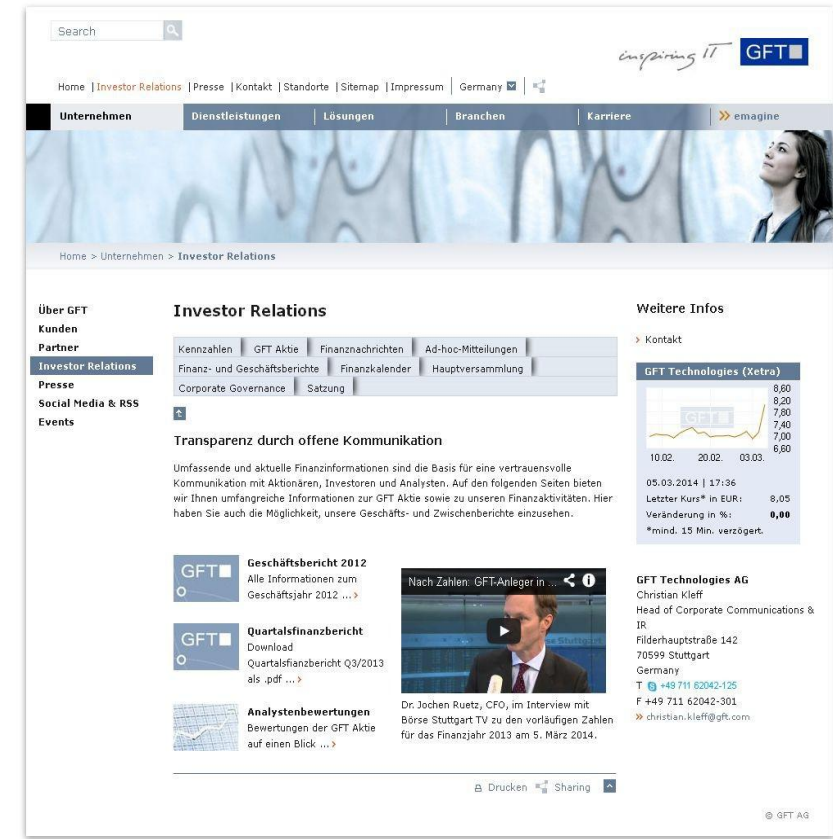 Search
inspiring IT GFT
Home | Investor Relations | Presse | Kontakt | Standorte | Sitemap | Impressum | Germany
Unternehmen Dienstleistungen Lösungen Branchen Karriere » emagine
Home > Unternehmen > Investor Relations
Über GFT
Kunden
Partner
Investor Relations
Presse
Social Media & RSS
Events
Investor Relations
Kennzahlen GFT Aktie Finanznachrichten Ad-hoc-Mitteilungen
Finanz- und Geschäftsberichte Finanzkalender Hauptversammlung
Corporate Governance Satzung
Transparenz durch offene Kommunikation
Umfassende und aktuelle Finanzinformationen sind die Basis für eine vertrauensvolle
Kommunikation mit Aktionären, Investoren und Analysten. Auf den folgenden Seiten bieten
wir Ihnen umfangreiche Informationen zur GFT Aktie sowie zu unseren Finanzaktivitäten. Hier
haben Sie auch die Möglichkeit, unsere Geschäfts- und Zwischenberichte einzusehen.
GFT
Geschäftsbericht 2012
Alle Informationen zum
Geschäftsjahr 2012 ... ›
GFT
Quartalsfinanzbericht
Download
Quartalsfianzbericht Q3/2013
als .pdf ... ›
Analystenbewertungen
Bewertungen der GFT Aktie
auf einen Blick ... ›
Nach Zahlen: GFT-Anleger in ...
Dr. Jochen Ruetz, CFO, im Interview mit
Börse Stuttgart TV zu den vorläufigen Zahlen
für das Finanzjahr 2013 am 5. März 2014.
Drucken Sharing
Weitere Infos
› Kontakt
GFT Technologies (Xetra)
GFT
8,60
8,20
7,80
7,40
7,00
6,60
10.02. 20.02. 03.03.
05.03.2014 | 17:36
Letzter Kurs* in EUR: 8,05
Veränderung in %: 0,00
*mind. 15 Min. verzögert.
GFT Technologies AG
Christian Kleff
Head of Corporate Communications &
IR
Filderhauptstraße 142
70599 Stuttgart
Germany
T +49 711 62042-125
F +49 711 62042-301
» christian.kleff@gft.com
© GFT AG